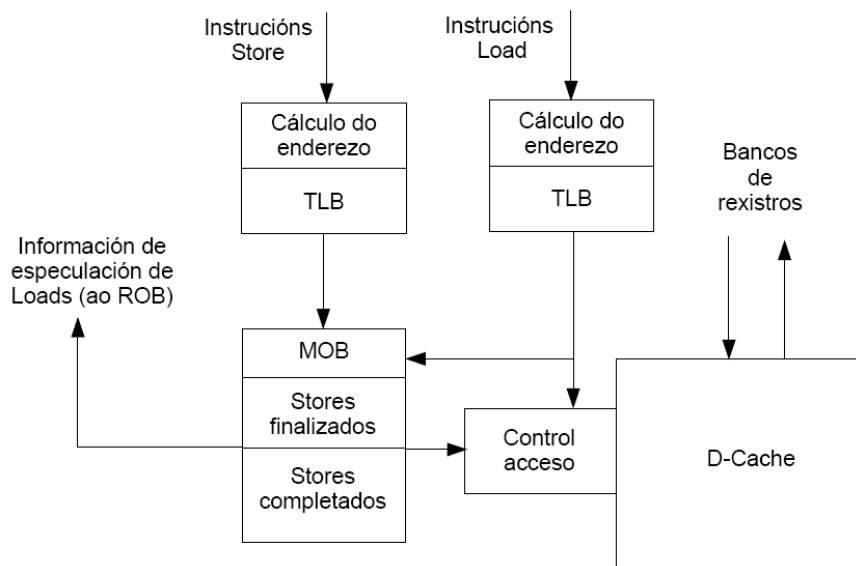 Instrucións
Store
Instrucións
Load
Cálculo do
enderezo
TLB
Cálculo do
enderezo
TLB
Bancos
de
rexistros
Información de
especulación de
Loads (ao ROB)
MOB
Stores
finalizados
Stores
completados
Control
acceso
D-Cache